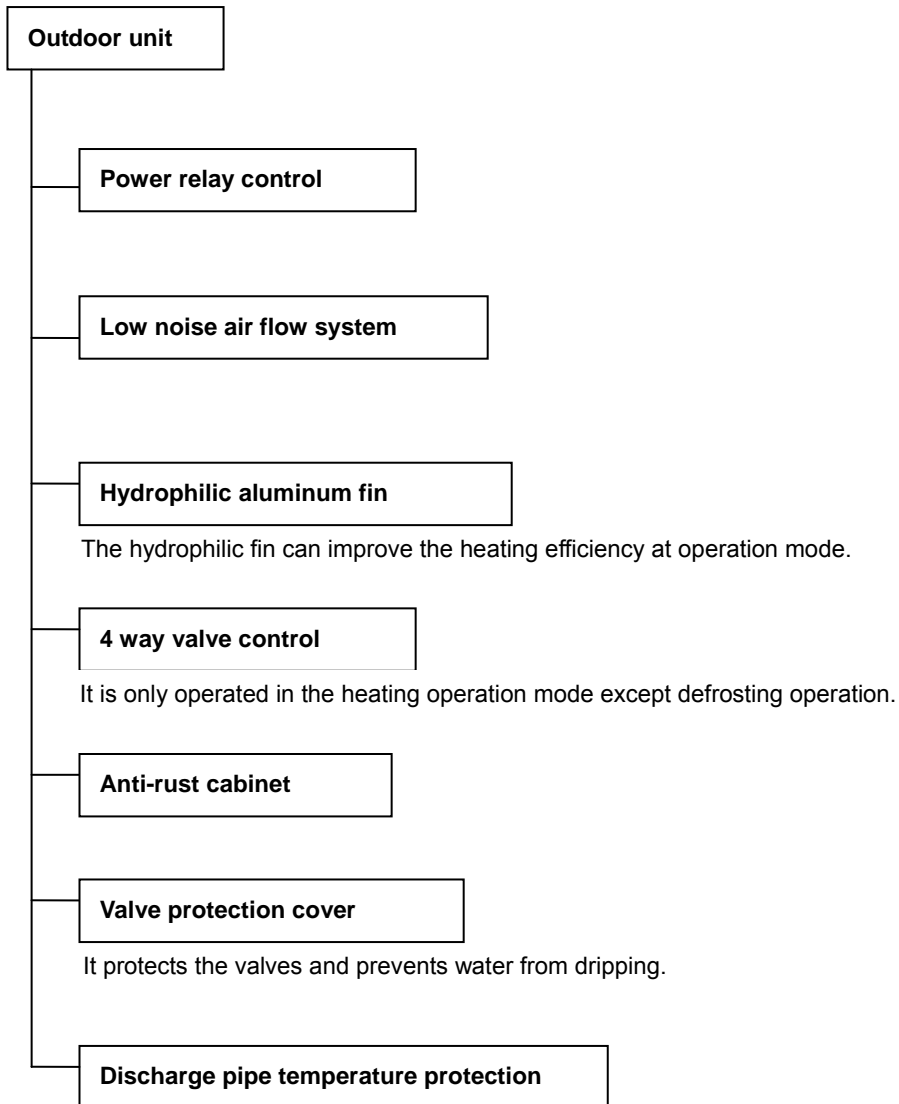 Outdoor unit
Power relay control
Low noise air flow system
Hydrophilic aluminum fin
The hydrophilic fin can improve the heating efficiency at operation mode.
4 way valve control
It is only operated in the heating operation mode except defrosting operation.
Anti-rust cabinet
Valve protection cover
It protects the valves and prevents water from dripping.
Discharge pipe temperature protection